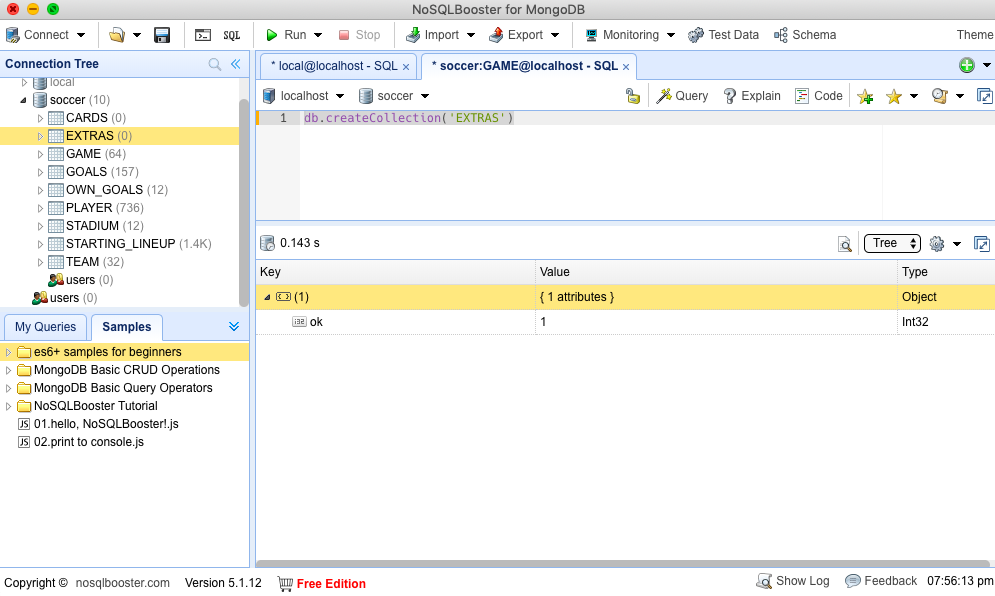 NoSQLBooster for MongoDB
Connect SQL Run Stop Import Export Monitoring Test Data Schema Theme
Connection Tree
local
soccer (10)
CARDS (0)
EXTRAS (0)
GAME (64)
GOALS (157)
OWN_GOALS (12)
PLAYER (736)
STADIUM (12)
STARTING_LINEUP (1.4K)
TEAM (32)
users (0)
users (0)
My Queries Samples
es6+ samples for beginners
MongoDB Basic CRUD Operations
MongoDB Basic Query Operators
NoSQLBooster Tutorial
JS 01.hello, NoSQLBooster!.js
JS 02.print to console.js
* local@localhost - SQL × * soccer:GAME@localhost - SQL ×
localhost soccer Query Explain Code
1 db.createCollection('EXTRAS')
0.143 s Tree
Key Value Type
(1) { 1 attributes } Object
i32 ok 1 Int32
Copyright © nosqlbooster.com Version 5.1.12 Free Edition Show Log Feedback 07:56:13 pm